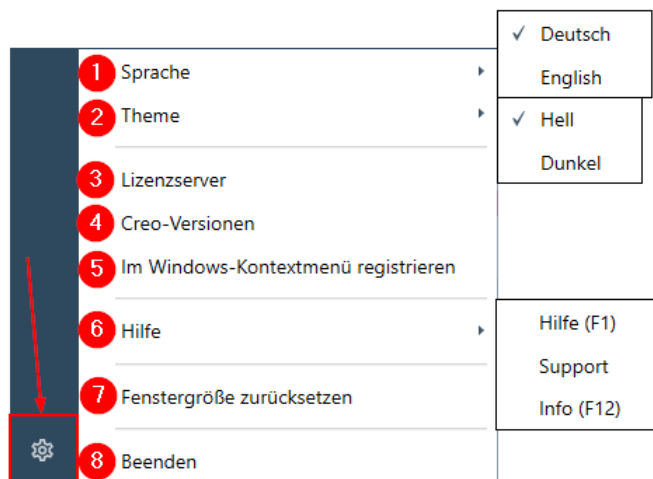 Deutsch
1 Sprache
English
2 Theme
Hell
Dunkel
3 Lizenzserver
4 Creo-Versionen
5 Im Windows-Kontextmenü registrieren
6 Hilfe
Hilfe (F1)
Support
Info (F12)
7 Fenstergröße zurücksetzen
8 Beenden